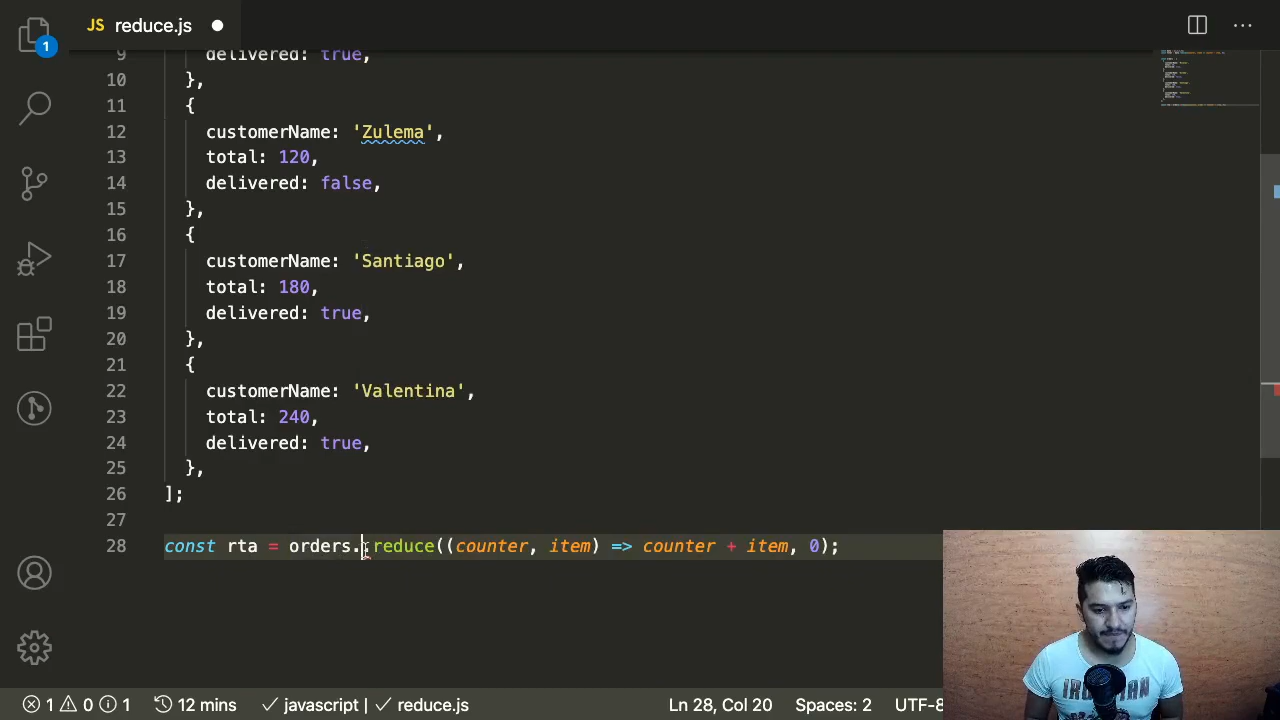 JS reduce.js
1
9 delivered: true,
10 },
11 {
12 customerName: 'Zulema',
13 total: 120,
14 delivered: false,
15 },
16 {
17 customerName: 'Santiago',
18 total: 180,
19 delivered: true,
20 },
21 {
22 customerName: 'Valentina',
23 total: 240,
24 delivered: true,
25 },
26 ];
27
28 const rta = orders..reduce((counter, item) => counter + item, 0);
IRON MAN
1 0 1 12 mins javascript | reduce.js Ln 28, Col 20 Spaces: 2 UTF-8